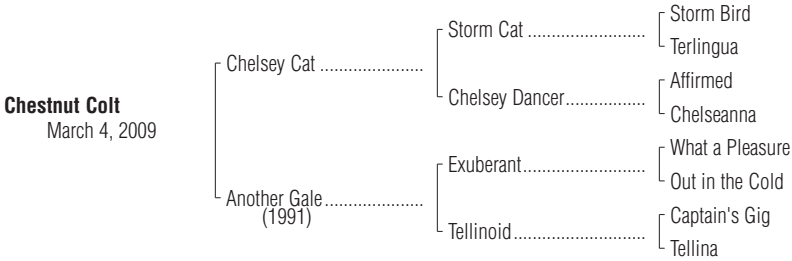 Storm Bird
Storm Cat ........................
Terlingua
Chelsey Cat .....................
Affirmed
Chelsey Dancer.................
Chelseanna
Chestnut Colt
March 4, 2009
What a Pleasure
Exuberant.........................
Out in the Cold
Another Gale....................
(1991)
Captain's Gig
Tellinoid...........................
Tellina